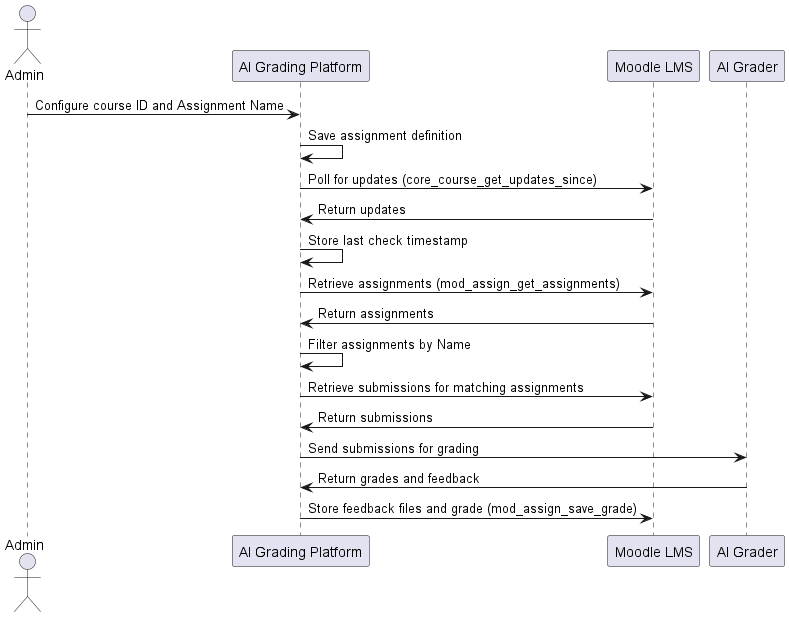 Admin
AI Grading Platform
Moodle LMS
AI Grader
Configure course ID and Assignment Name
Save assignment definition
Poll for updates (core_course_get_updates_since)
Return updates
Store last check timestamp
Retrieve assignments (mod_assign_get_assignments)
Return assignments
Filter assignments by Name
Retrieve submissions for matching assignments
Return submissions
Send submissions for grading
Return grades and feedback
Store feedback files and grade (mod_assign_save_grade)
Admin
AI Grading Platform
Moodle LMS
AI Grader